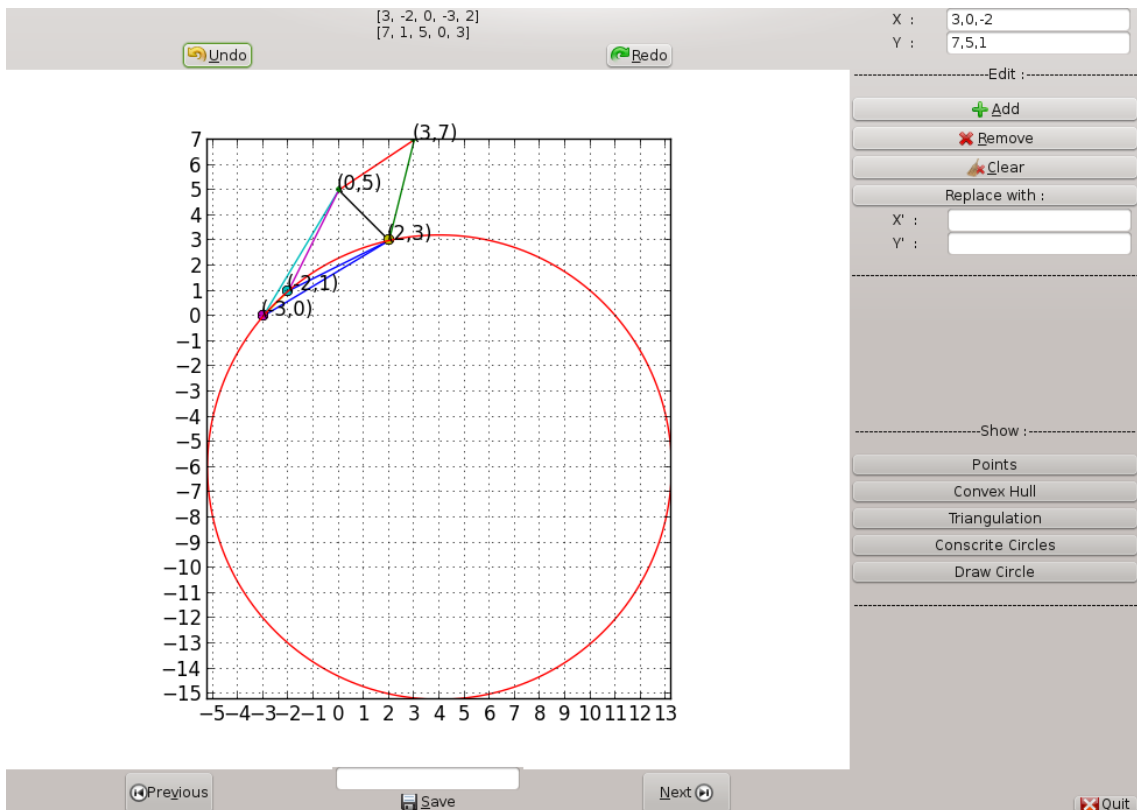 [3, -2, 0, -3, 2]
[7, 1, 5, 0, 3]
Undo
Redo
X :
3,0,-2
Y :
7,5,1
Edit :
Add
Remove
Clear
Replace with :
X' :
Y' :
Show :
Points
Convex Hull
Triangulation
Conscrite Circles
Draw Circle
(3,7)
(0,5)
(2,3)
(-2,1)
(-3,0)
7
6
5
4
3
2
1
0
−1
−2
−3
−4
−5
−6
−7
−8
−9
−10
−11
−12
−13
−14
−15
−5 −4 −3 −2 −1 0 1 2 3 4 5 6 7 8 9 10 11 12 13
Previous
Save
Next
Quit